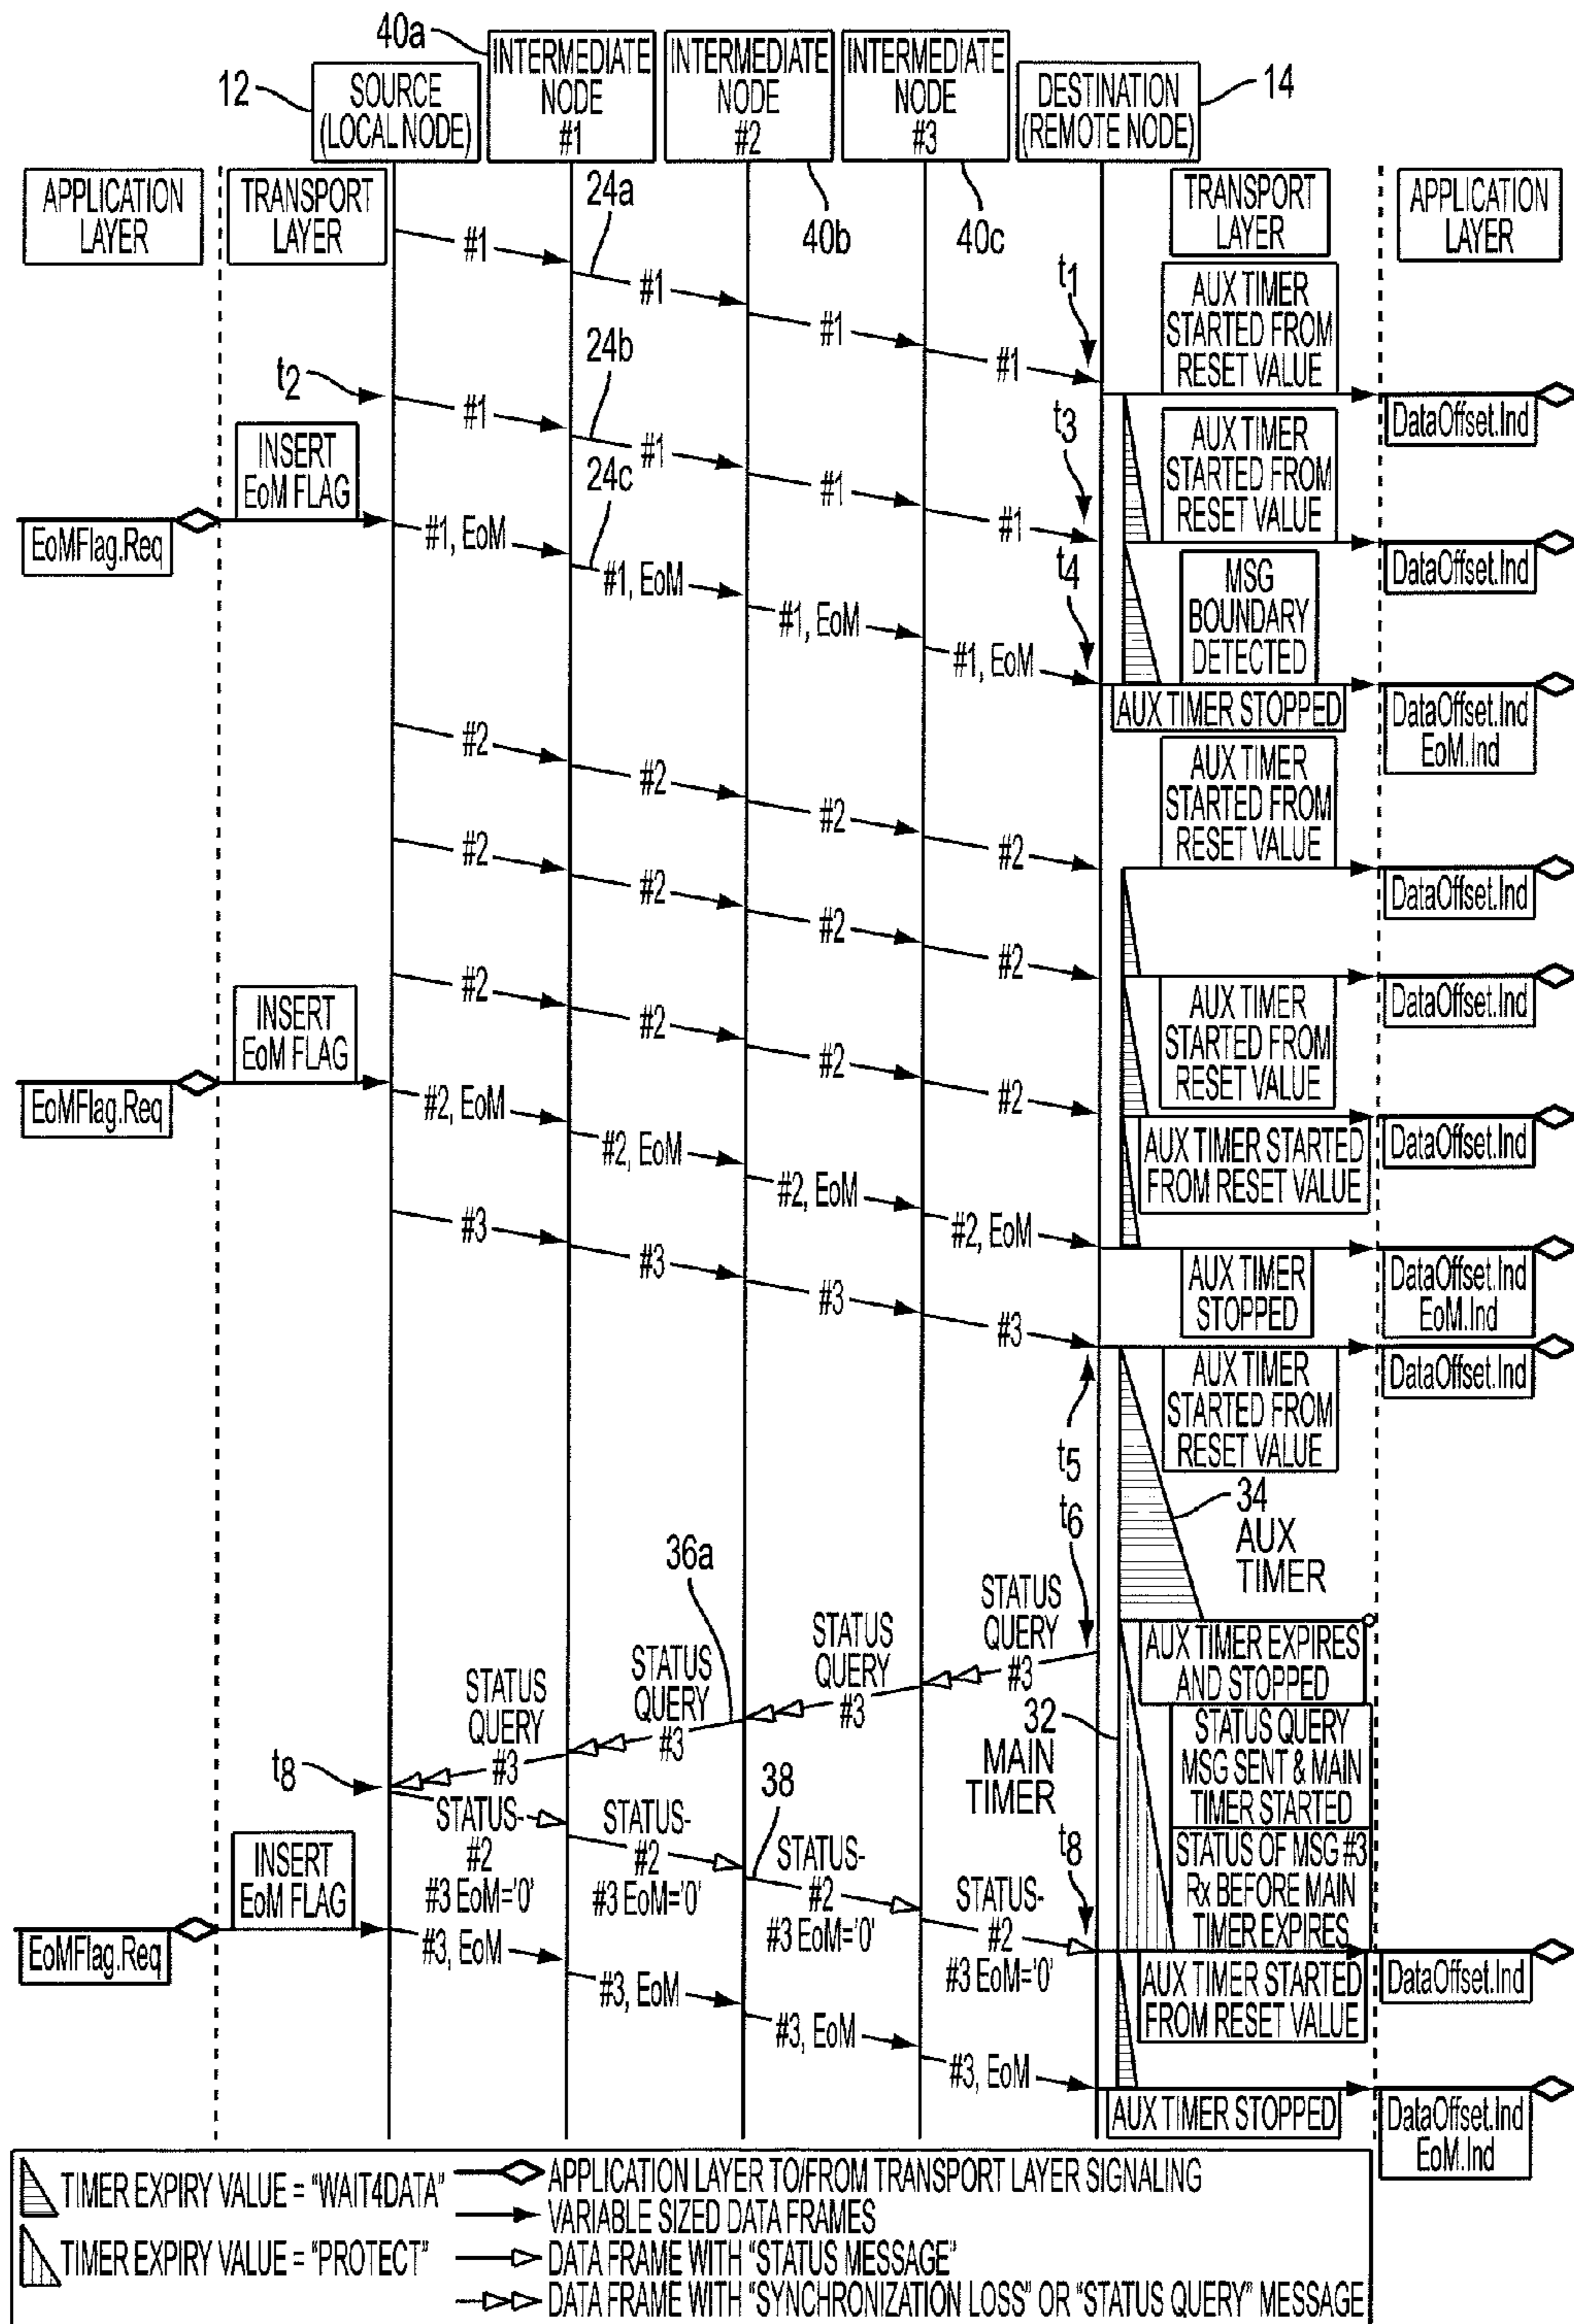 40a
INTERMEDIATE
NODE
#1
INTERMEDIATE
NODE
#2
INTERMEDIATE
NODE
#3
12
SOURCE
(LOCAL NODE)
DESTINATION
(REMOTE NODE)
14
40b
40c
APPLICATION
LAYER
TRANSPORT
LAYER
TRANSPORT
LAYER
APPLICATION
LAYER
#1
24a
#1
#1
#1
t1
AUX TIMER
STARTED FROM
RESET VALUE
DataOffset.Ind
t2
#1
24b
#1
#1
#1
t3
AUX TIMER
STARTED FROM
RESET VALUE
DataOffset.Ind
INSERT
EoM FLAG
EoMFlag.Req
#1, EoM
24c
#1, EoM
#1, EoM
#1, EoM
t4
MSG
BOUNDARY
DETECTED
AUX TIMER STOPPED
DataOffset.Ind
EoM.Ind
#2
#2
#2
#2
AUX TIMER
STARTED FROM
RESET VALUE
DataOffset.Ind
#2
#2
#2
#2
DataOffset.Ind
AUX TIMER
STARTED FROM
RESET VALUE
#2
#2
#2
#2
DataOffset.Ind
AUX TIMER STARTED
FROM RESET VALUE
INSERT
EoM FLAG
EoMFlag.Req
#2, EoM
#2, EoM
#2, EoM
#2, EoM
AUX TIMER
STOPPED
DataOffset.Ind
EoM.Ind
#3
#3
#3
#3
t5
AUX TIMER
STARTED FROM
RESET VALUE
DataOffset.Ind
34
AUX
TIMER
t6
AUX TIMER EXPIRES
AND STOPPED
STATUS
QUERY
#3
STATUS
QUERY
#3
36a
STATUS
QUERY
#3
STATUS
QUERY
#3
32
MAIN
TIMER
STATUS QUERY
MSG SENT & MAIN
TIMER STARTED
STATUS OF MSG #3
Rx BEFORE MAIN
TIMER EXPIRES
t8
STATUS-
#2
#3 EoM='0'
STATUS-
#2
#3 EoM='0'
38
STATUS-
#2
#3 EoM='0'
STATUS-
#2
#3 EoM='0'
t8
DataOffset.Ind
AUX TIMER STARTED
FROM RESET VALUE
INSERT
EoM FLAG
EoMFlag.Req
#3, EoM
#3, EoM
#3, EoM
#3, EoM
AUX TIMER STOPPED
DataOffset.Ind
EoM.Ind
TIMER EXPIRY VALUE = "WAIT4DATA"
TIMER EXPIRY VALUE = "PROTECT"
APPLICATION LAYER TO/FROM TRANSPORT LAYER SIGNALING
VARIABLE SIZED DATA FRAMES
DATA FRAME WITH "STATUS MESSAGE"
DATA FRAME WITH "SYNCHRONIZATION LOSS" OR "STATUS QUERY" MESSAGE